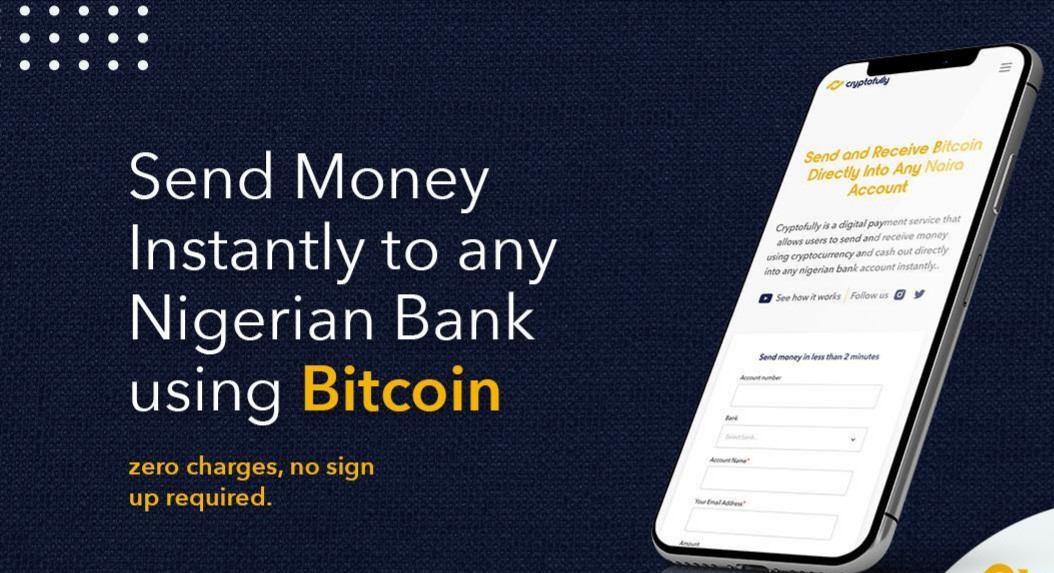 Send Money
Instantly to any
Nigerian Bank
using Bitcoin
zero charges, no sign
up required.
cryptofully
Send and Receive Bitcoin
Directly Into Any Naira
Account
Cryptofully is a digital payment service that
allows users to send and receive money
using cryptocurrency and cash out directly
into any nigerian bank account instantly..
See how it works Follow us
Send money in less than 2 minutes
Account number
Bank
Select bank...
Account Name*
Your Email Address*
Amount